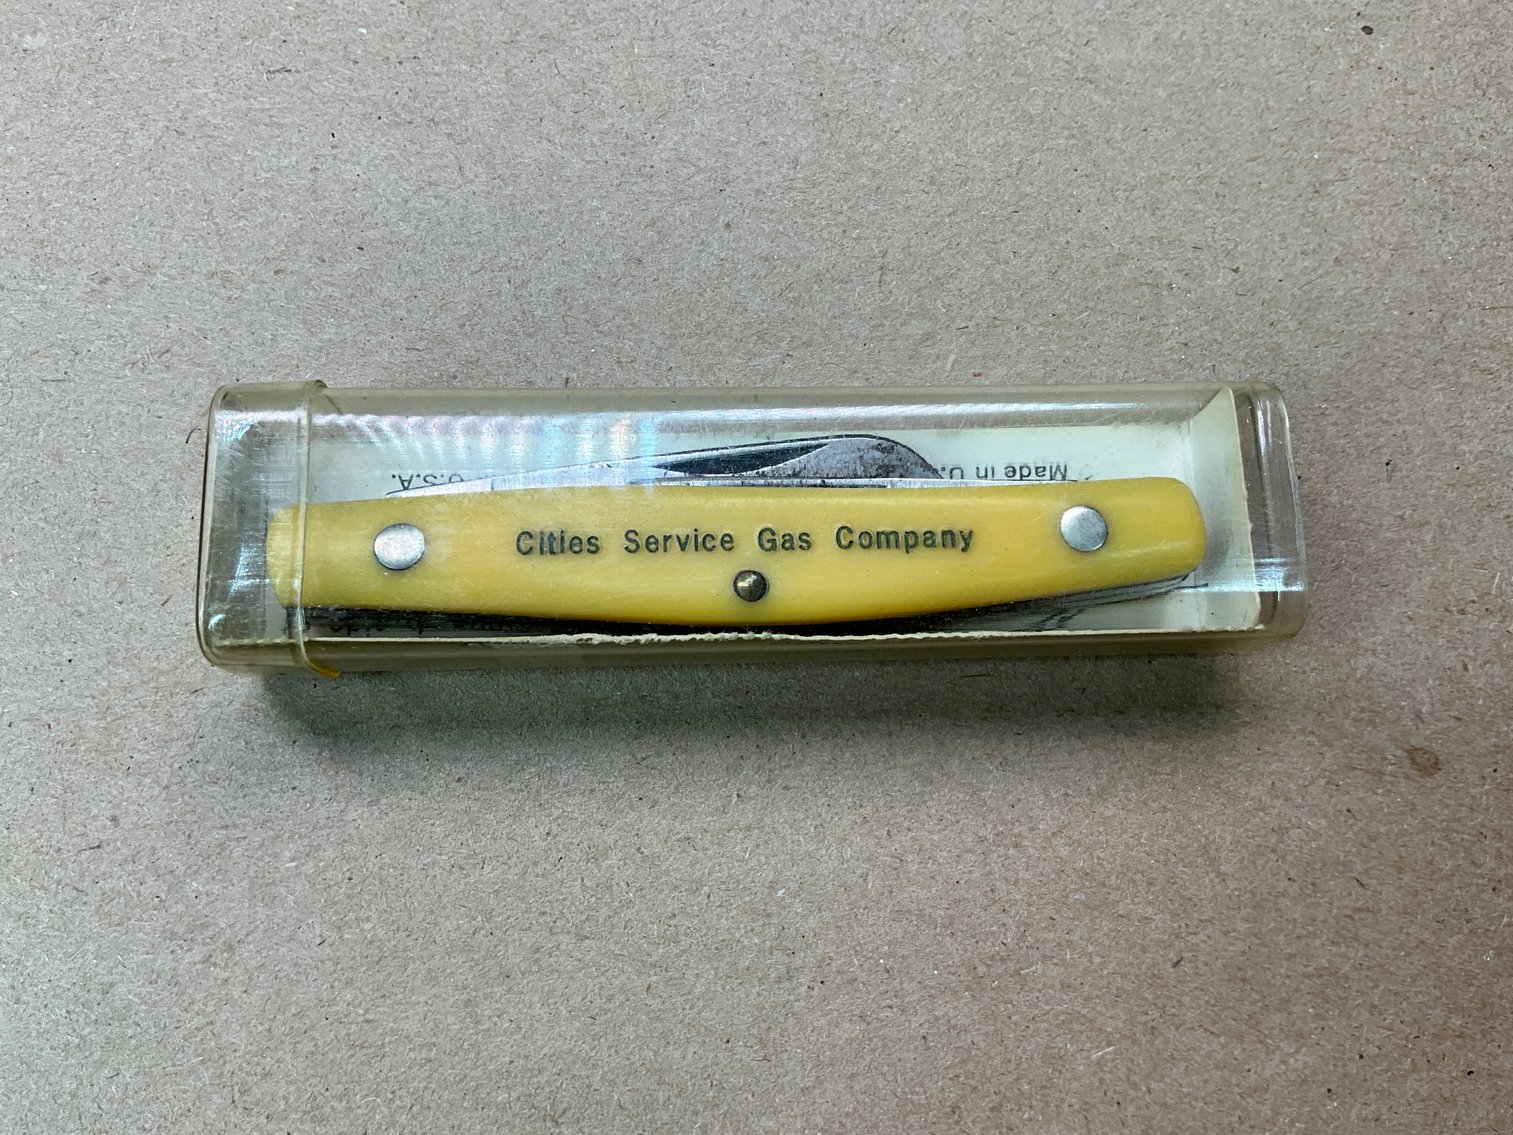 U.S.A.
Made in U.
Cities Service Gas Company